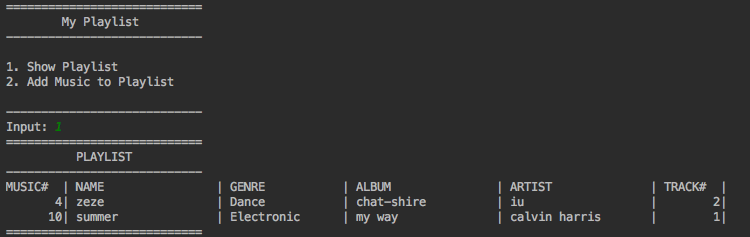 My Playlist
1. Show Playlist
2. Add Music to Playlist
Input: 1
PLAYLIST
MUSIC# | NAME | GENRE | ALBUM | ARTIST | TRACK# |
4| zeze | Dance | chat-shire | iu | 2|
10| summer | Electronic | my way | calvin harris | 1|